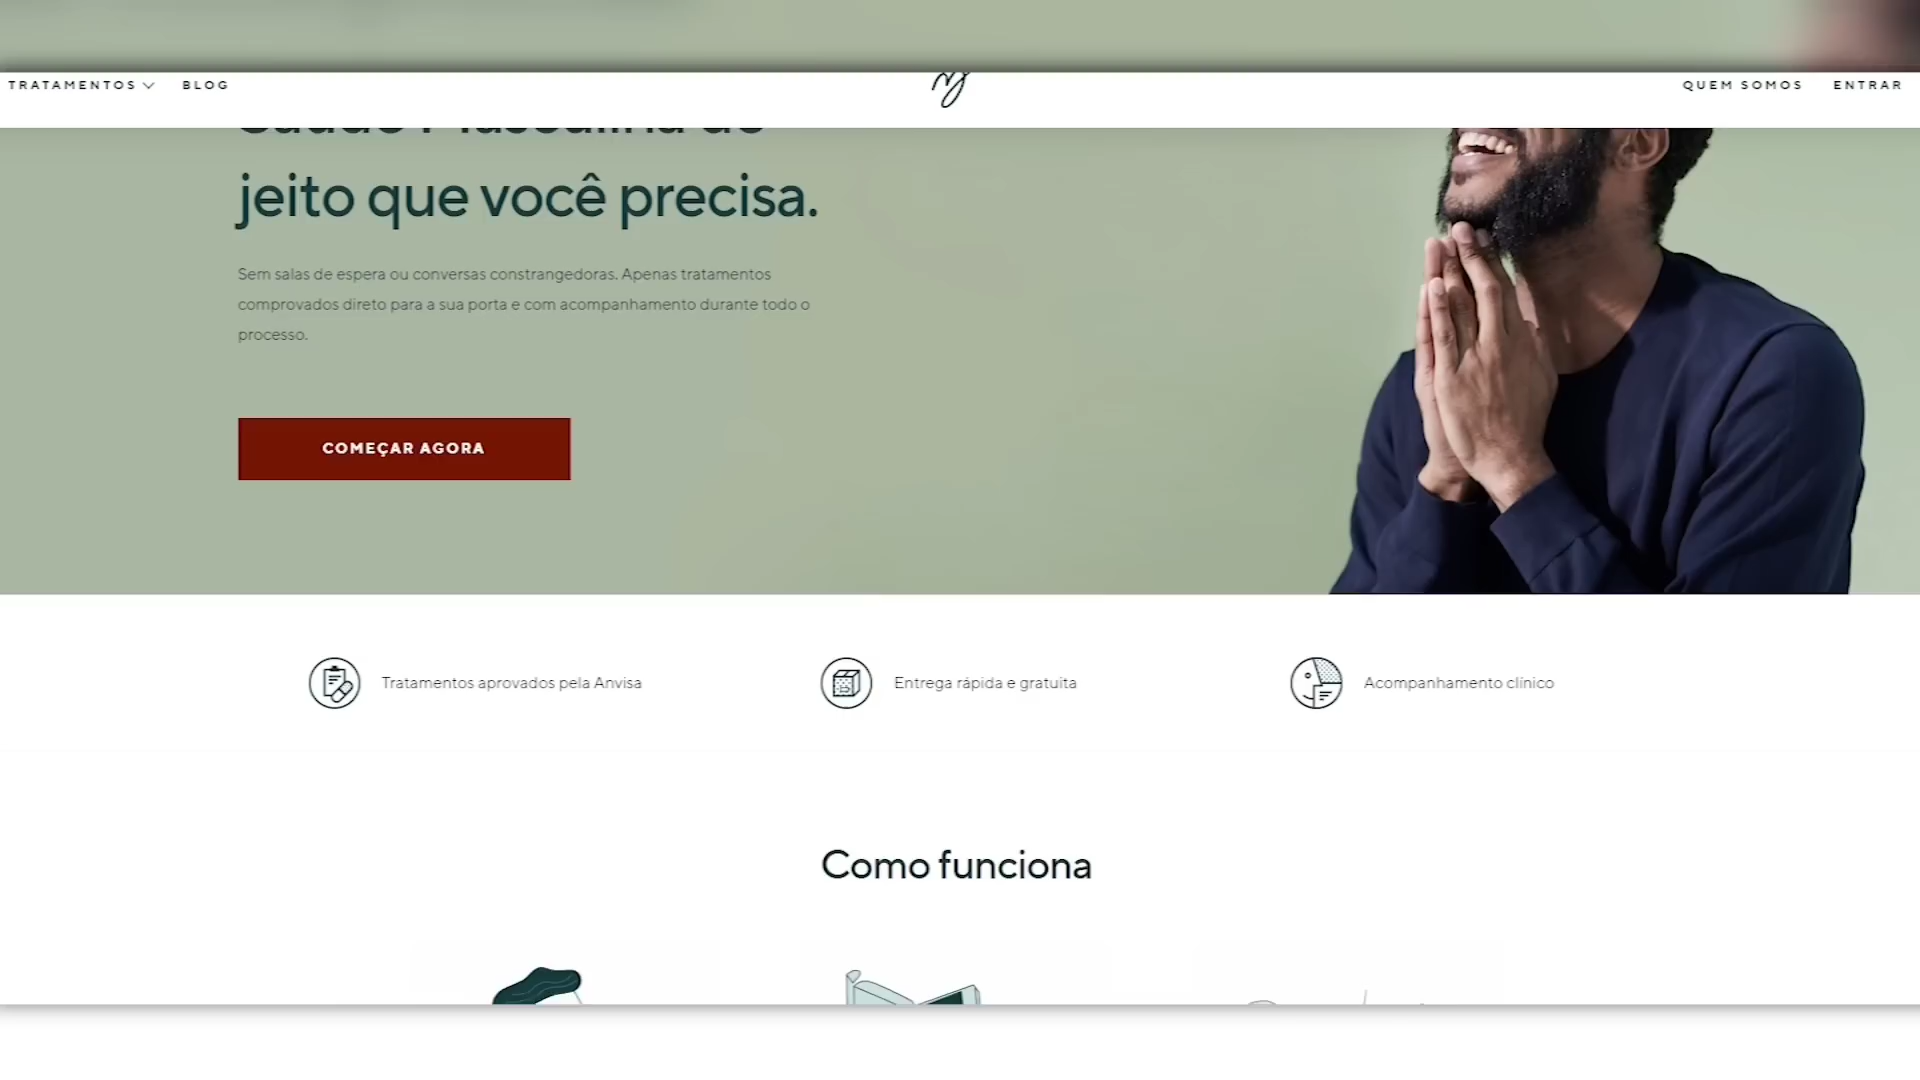 TRATAMENTOS
BLOG
QUEM SOMOS
ENTRAR
jeito que você precisa.
Sem salas de espera ou conversas constrangedoras. Apenas tratamentos
comprovados direto para a sua porta e com acompanhamento durante todo o
processo.
COMEÇAR AGORA
Tratamentos aprovados pela Anvisa
Entrega rápida e gratuita
Acompanhamento clínico
Como funciona